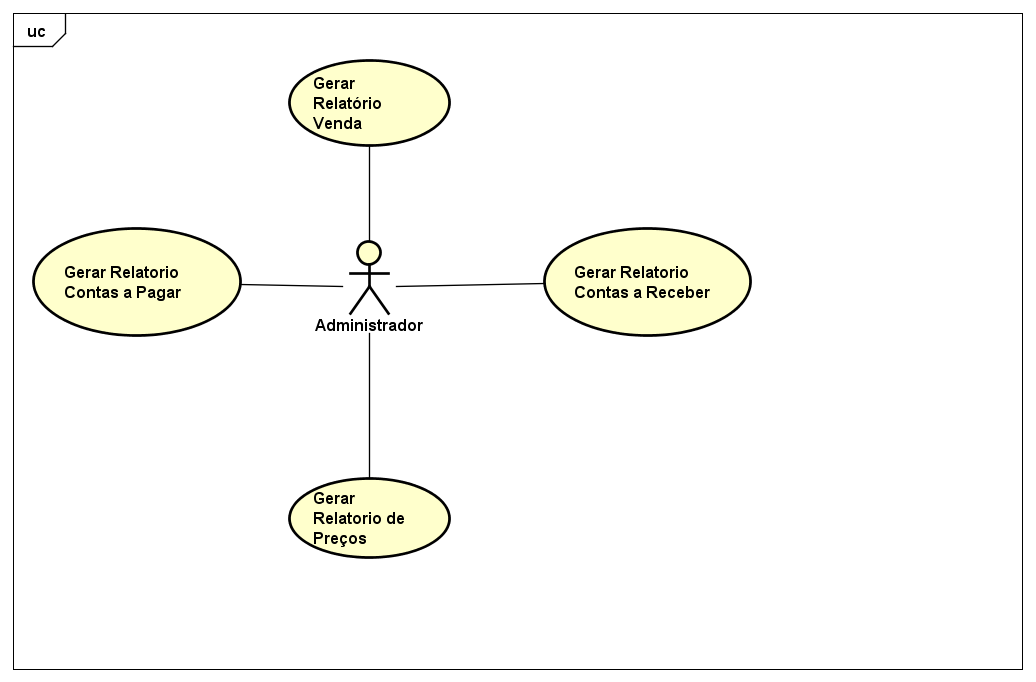 uc
Gerar
Relatório
Venda
Gerar Relatorio
Contas a Pagar
Gerar Relatorio
Contas a Receber
Administrador
Gerar
Relatorio de
Preços